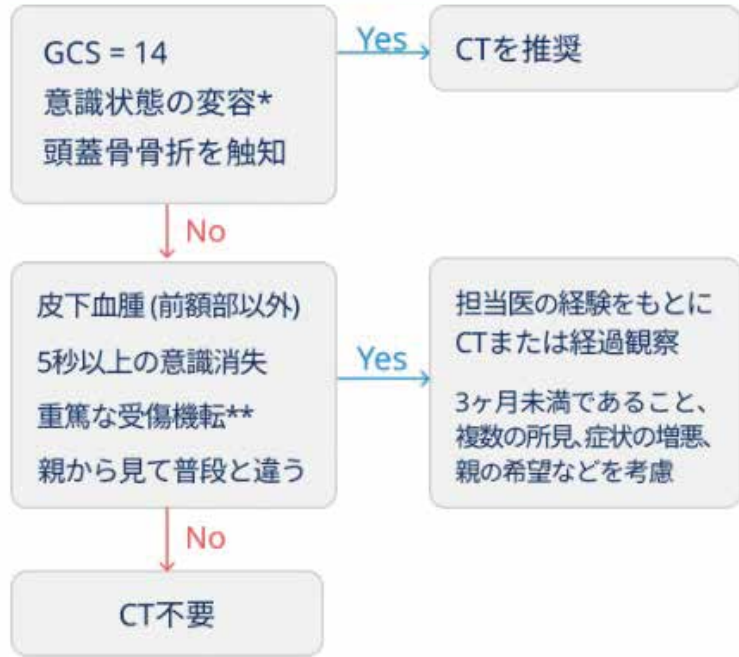 GCS = 14
意識状態の変容*
頭蓋骨骨折を触知
Yes
CTを推奨
No
皮下血腫 (前額部以外)
5秒以上の意識消失
重篤な受傷機転**
親から見て普段と違う
Yes
担当医の経験をもとに
CTまたは経過観察
3ヶ月未満であること、
複数の所見、症状の増悪、
親の希望などを考慮
No
CT不要